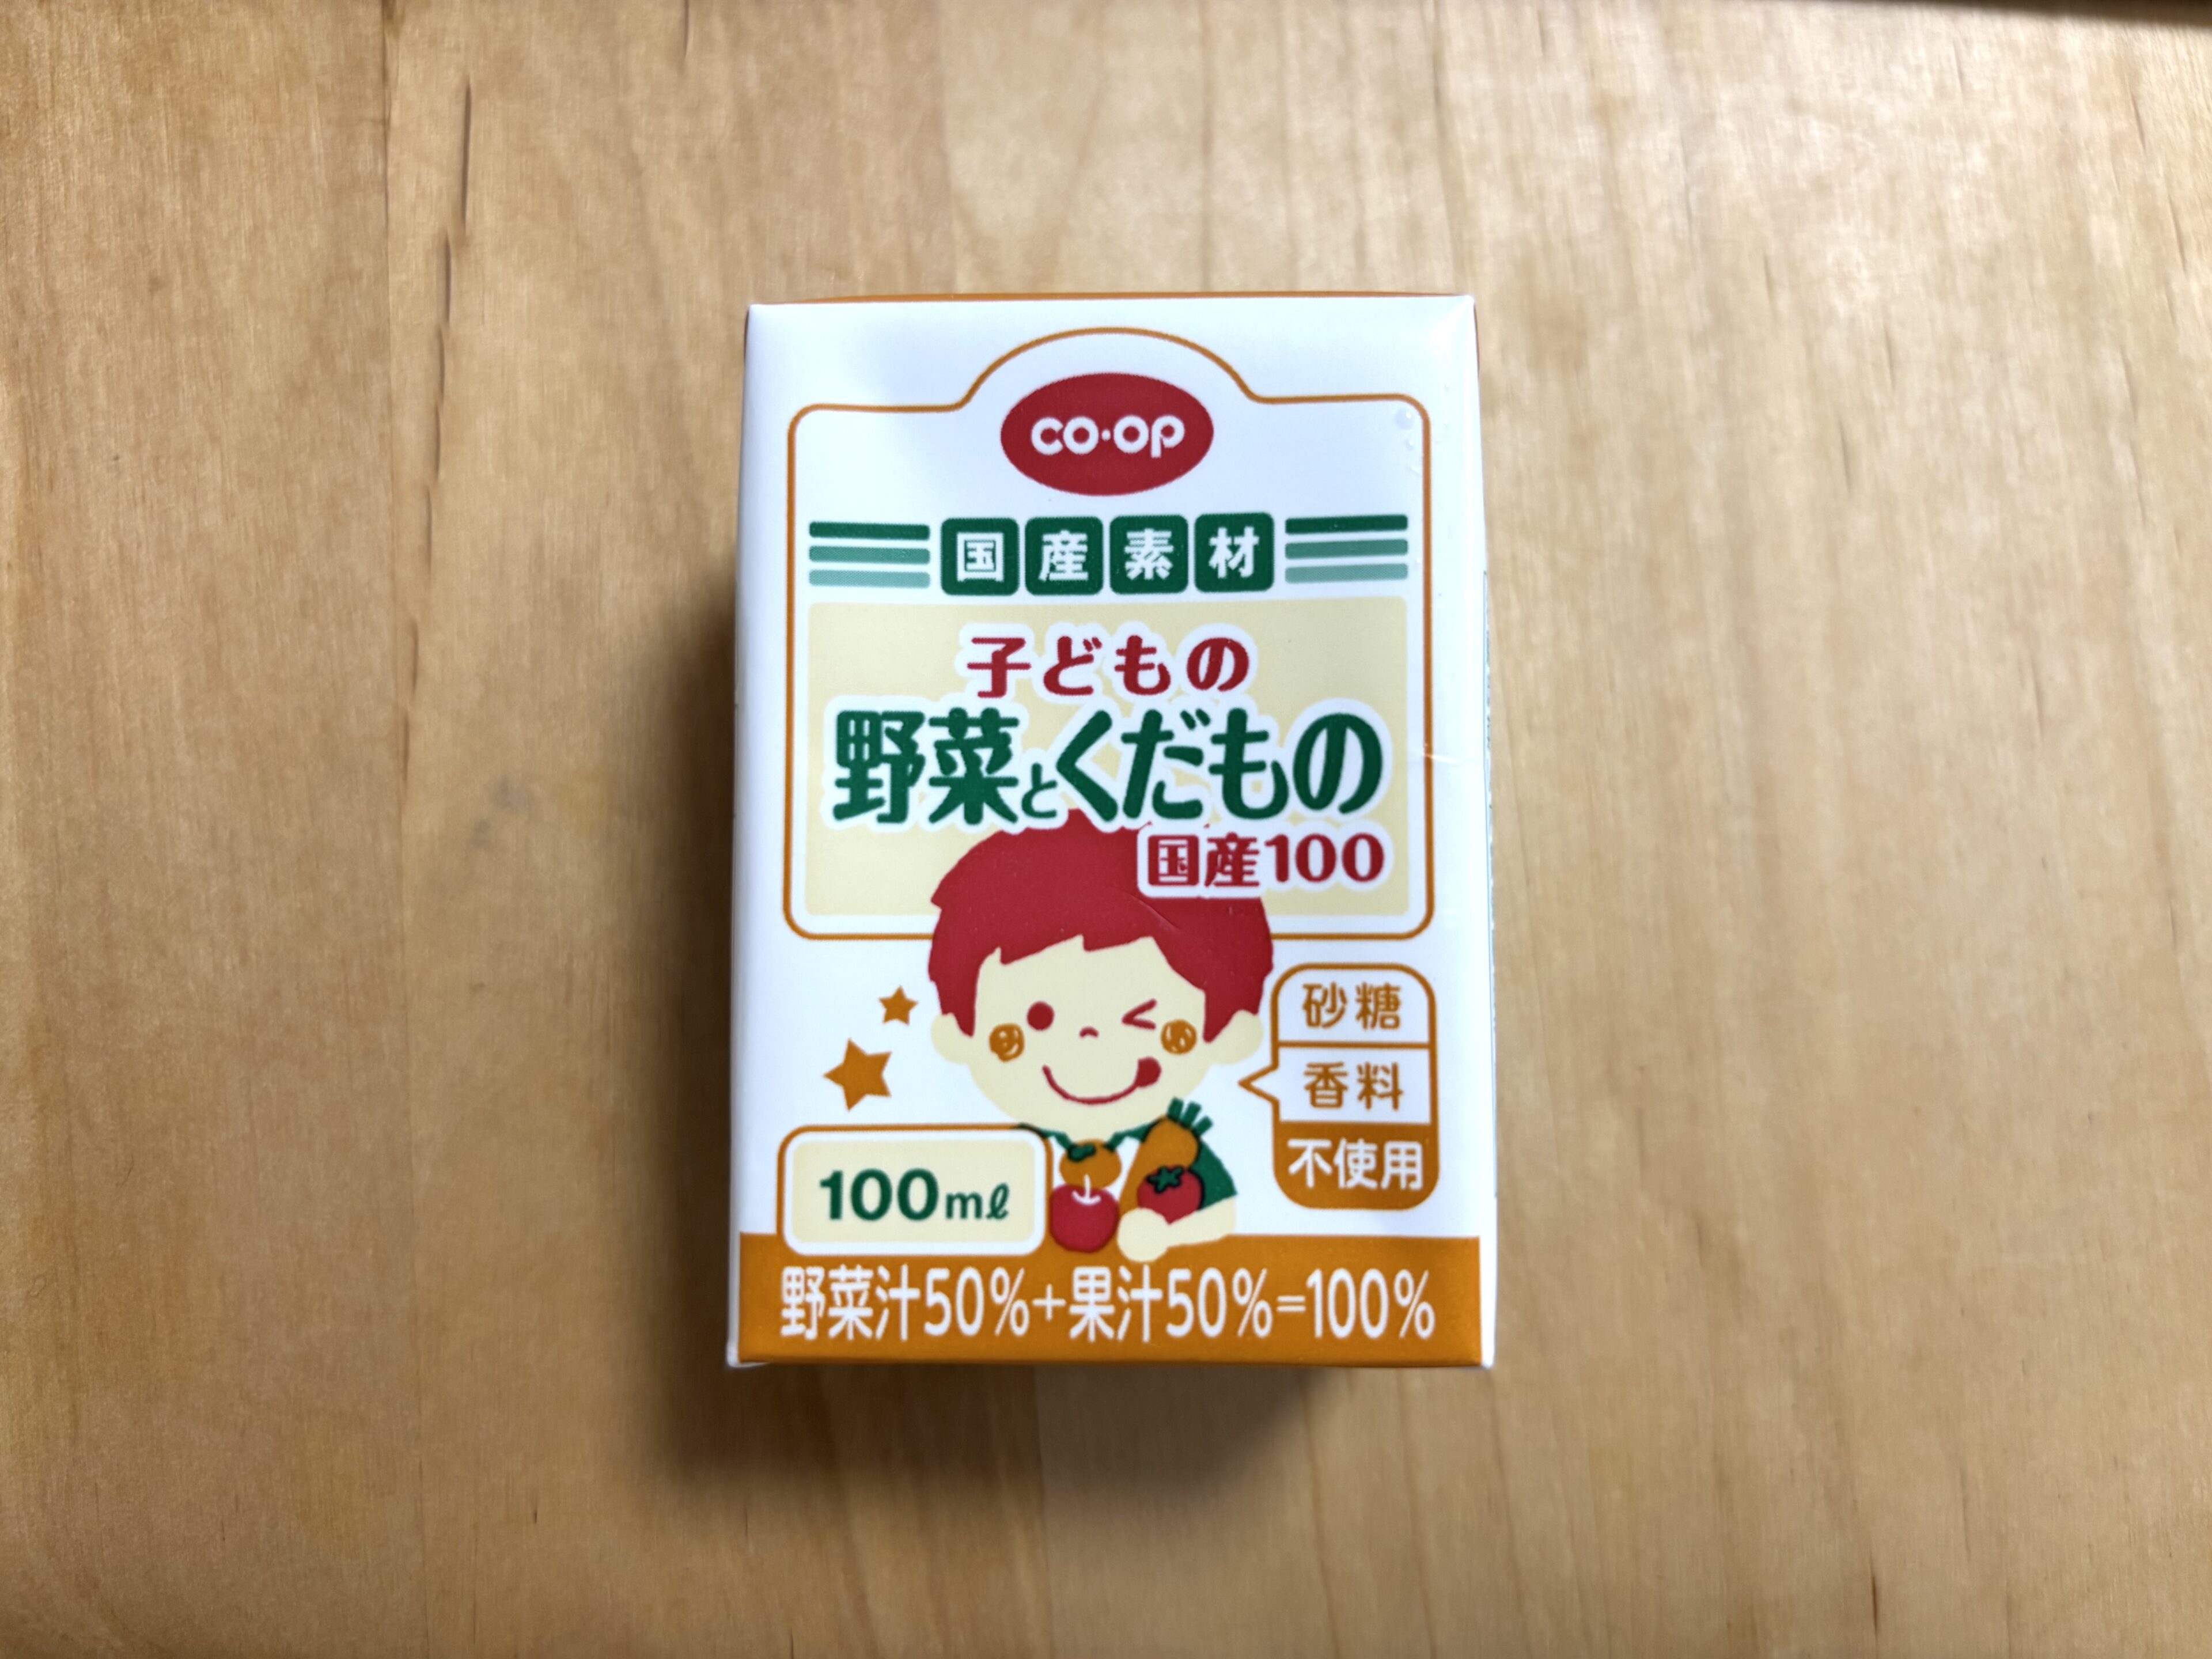 co·op
国産素材
子どもの
野菜とくだもの
国産100
砂糖
香料
不使用
100mℓ
野菜汁50%+果汁50%=100%